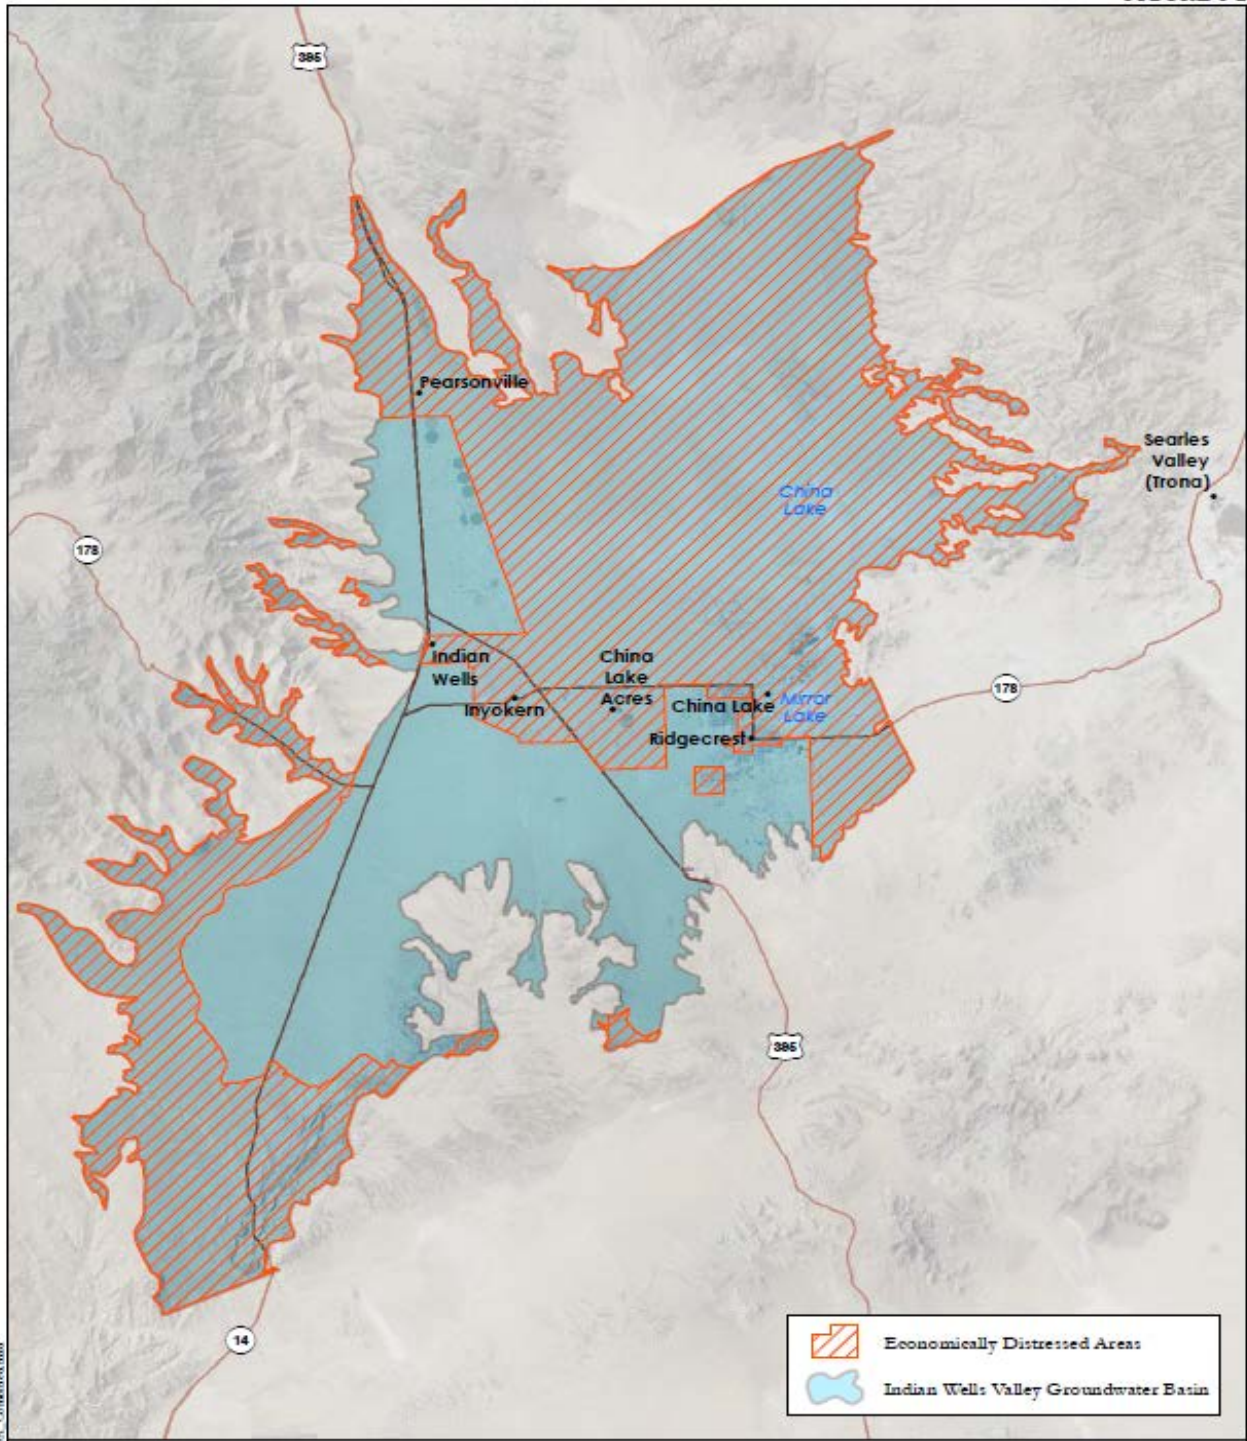 395
Pearsonville
Searles
Valley
(Trona)
China
Lake
178
Indian
Wells
China
Lake
Acres
178
Inyokern
China Lake
Mirror
Lake
Ridgecrest
395
14
Economically Distressed Areas
Indian Wells Valley Groundwater Basin